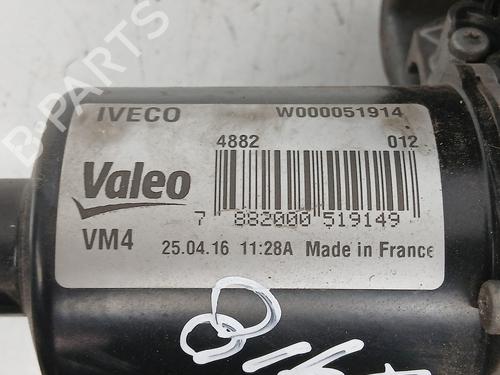 IVECO W000051914
4882 012
Valeo
7 882000 519149
VM4 25.04.16 11:28A Made in France
B-PARTS